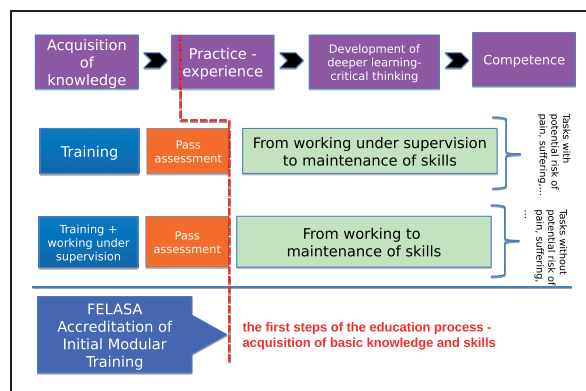 Acquisition
of
knowledge
Practice -
experience
Development of
deeper learning-
critical thinking
Competence
Training
Pass
assessment
From working under supervision
to maintenance of skills
Tasks with
potential risk of
pain, suffering,...
Training +
working under
supervision
Pass
assessment
From working to
maintenance of skills
Tasks without
potential risk of
pain, suffering,
...
FELASA
Accreditation of
Initial Modular
Training
the first steps of the education process -
acquisition of basic knowledge and skills